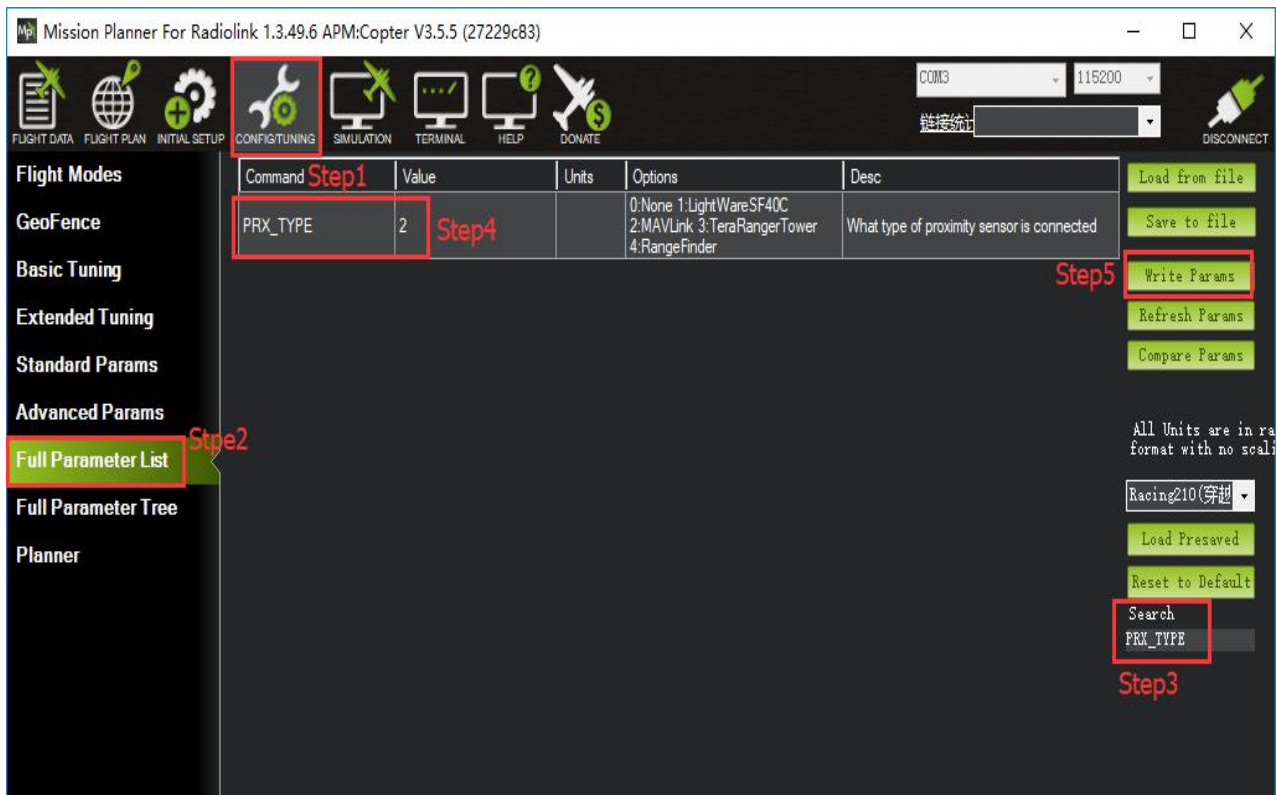 Mission Planner For Radiolink 1.3.49.6 APM:Copter V3.5.5 (27229c83)
FLIGHT DATA FLIGHT PLAN INITIAL SETUP CONFIG/TUNING SIMULATION TERMINAL HELP DONATE
COM3 115200
链接统计
DISCONNECT
Flight Modes
GeoFence
Basic Tuning
Extended Tuning
Standard Params
Advanced Params
Full Parameter List
Stpe2
Full Parameter Tree
Planner
Command Step1 Value Units Options Desc
PRX_TYPE 2 Step4
0:None 1:LightWareSF40C
2:MAVLink 3:TeraRangerTower
4:RangeFinder
What type of proximity sensor is connected
Load from file
Save to file
Step5
Write Params
Refresh Params
Compare Params
All Units are in ra
format with no scali
Racing210(穿越
Load Presaved
Reset to Default
Search
PRX_TYPE
Step3